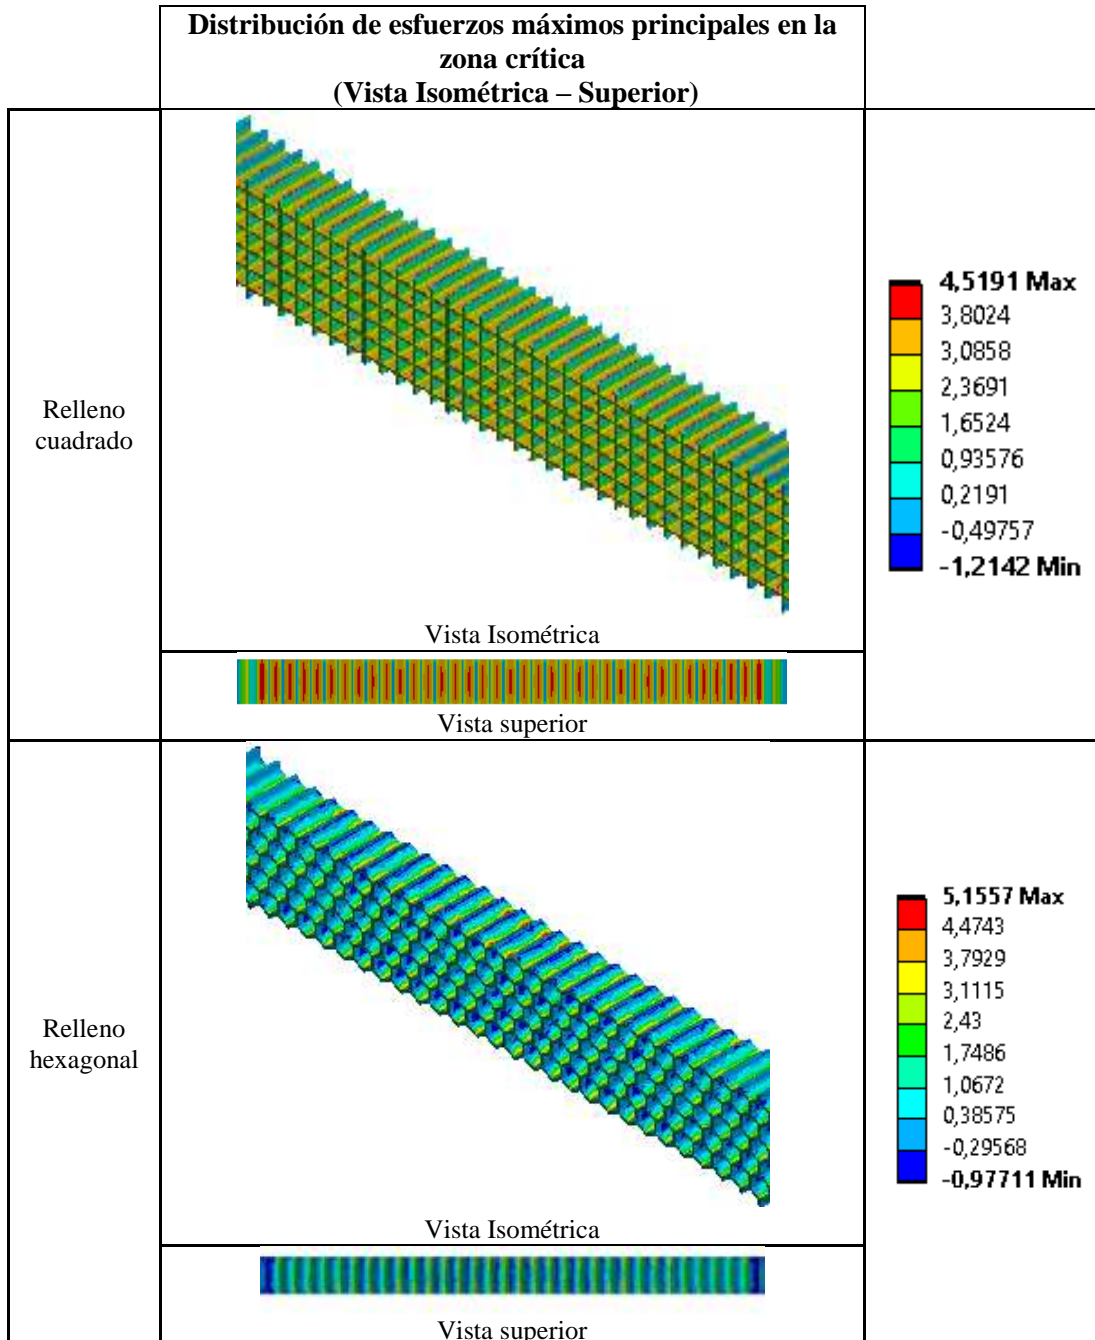 Distribución de esfuerzos máximos principales en la
zona crítica
(Vista Isométrica – Superior)
Relleno
cuadrado
Vista Isométrica
4,5191 Max
3,8024
3,0858
2,3691
1,6524
0,93576
0,2191
-0,49757
-1,2142 Min
Vista superior
Relleno
hexagonal
Vista Isométrica
5,1557 Max
4,4743
3,7929
3,1115
2,43
1,7486
1,0672
0,38575
-0,29568
-0,97711 Min
Vista superior